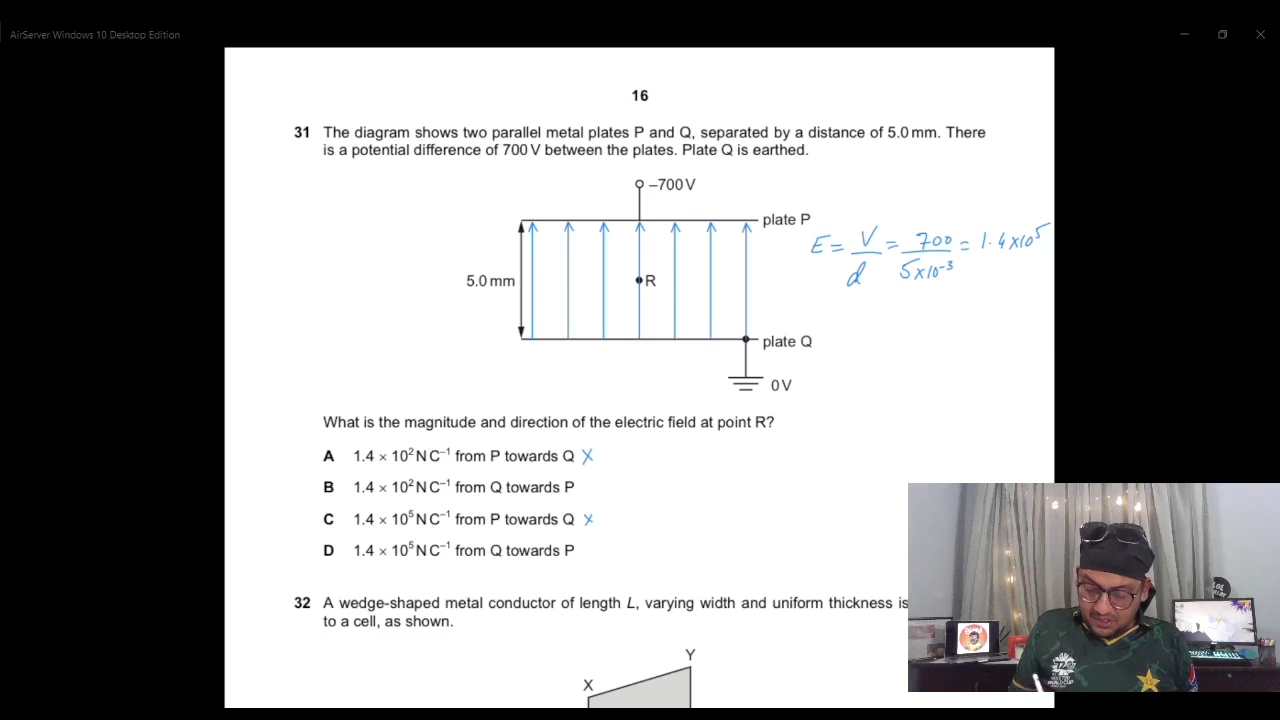 AirServer Windows 10 Desktop Edition
16
31 The diagram shows two parallel metal plates P and Q, separated by a distance of 5.0 mm. There
is a potential difference of 700 V between the plates. Plate Q is earthed.
–700 V
plate P
E = V/d = 700/5×10⁻³ = 1.4×10⁵
5.0 mm
R
plate Q
0 V
What is the magnitude and direction of the electric field at point R?
A 1.4 × 10² N C⁻¹ from P towards Q ×
B 1.4 × 10² N C⁻¹ from Q towards P
C 1.4 × 10⁵ N C⁻¹ from P towards Q ×
D 1.4 × 10⁵ N C⁻¹ from Q towards P
32 A wedge-shaped metal conductor of length L, varying width and uniform thickness is
to a cell, as shown.
Y
X